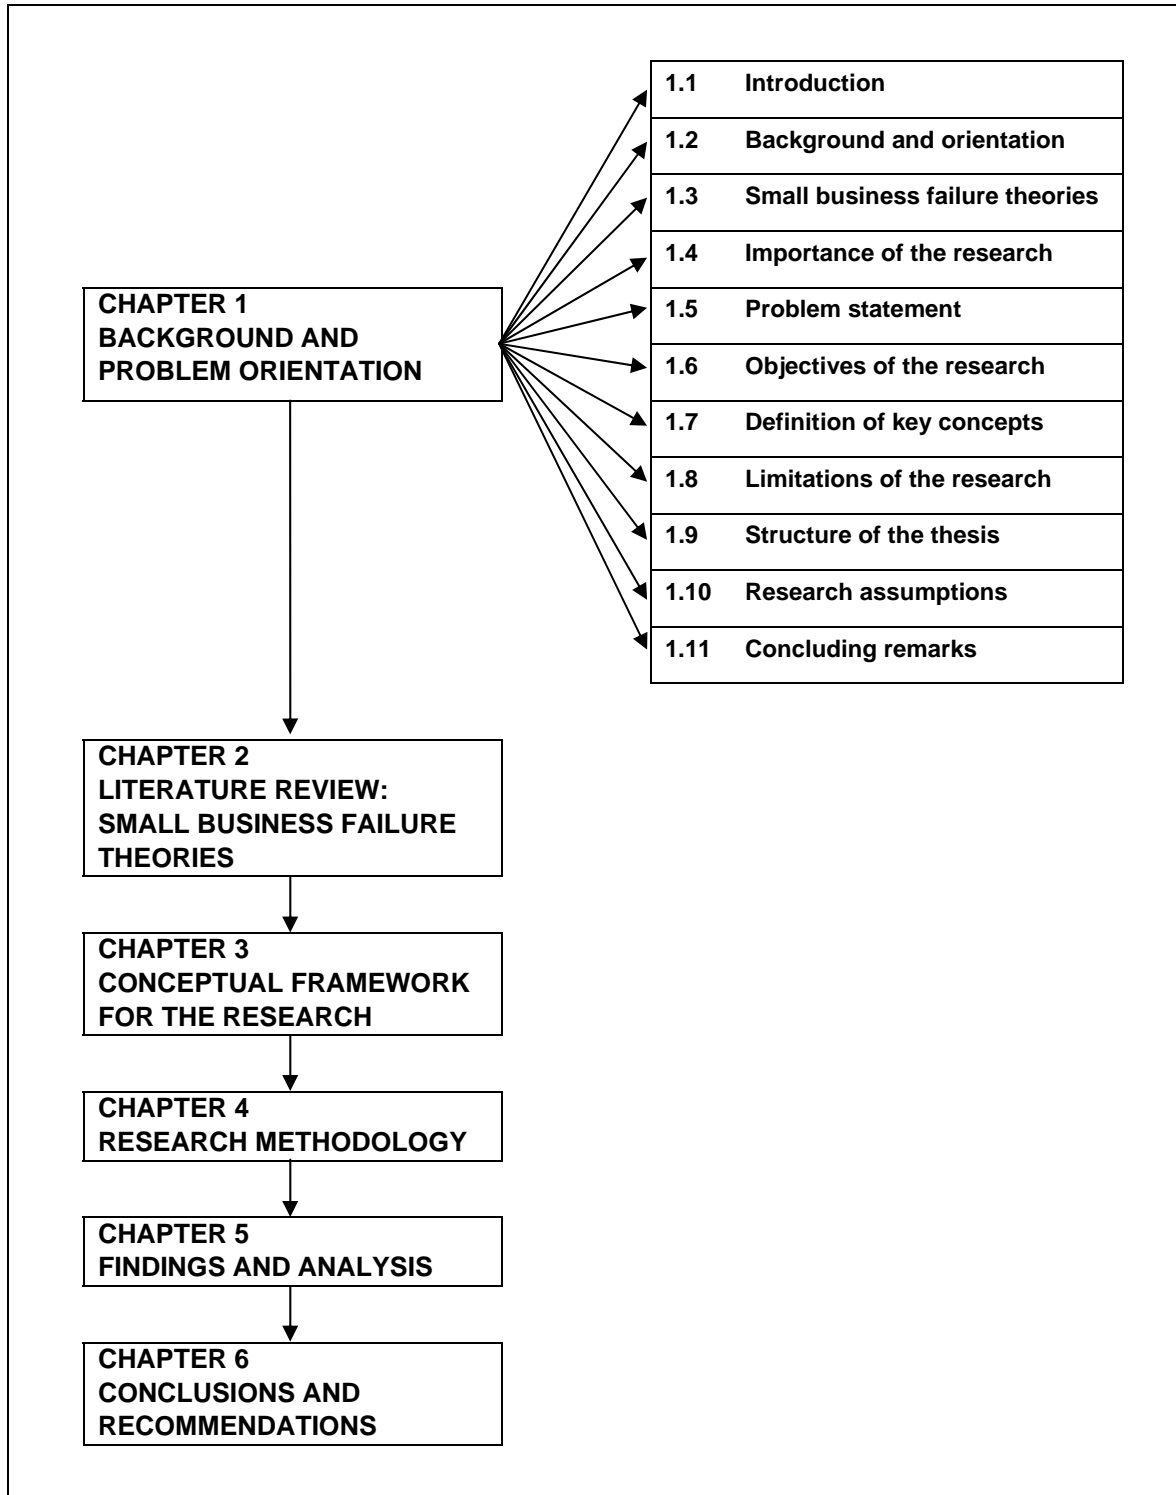 1.1 Introduction
1.2 Background and orientation
1.3 Small business failure theories
1.4 Importance of the research
1.5 Problem statement
1.6 Objectives of the research
1.7 Definition of key concepts
1.8 Limitations of the research
1.9 Structure of the thesis
1.10 Research assumptions
1.11 Concluding remarks
CHAPTER 1
BACKGROUND AND
PROBLEM ORIENTATION
CHAPTER 2
LITERATURE REVIEW:
SMALL BUSINESS FAILURE
THEORIES
CHAPTER 3
CONCEPTUAL FRAMEWORK
FOR THE RESEARCH
CHAPTER 4
RESEARCH METHODOLOGY
CHAPTER 5
FINDINGS AND ANALYSIS
CHAPTER 6
CONCLUSIONS AND
RECOMMENDATIONS